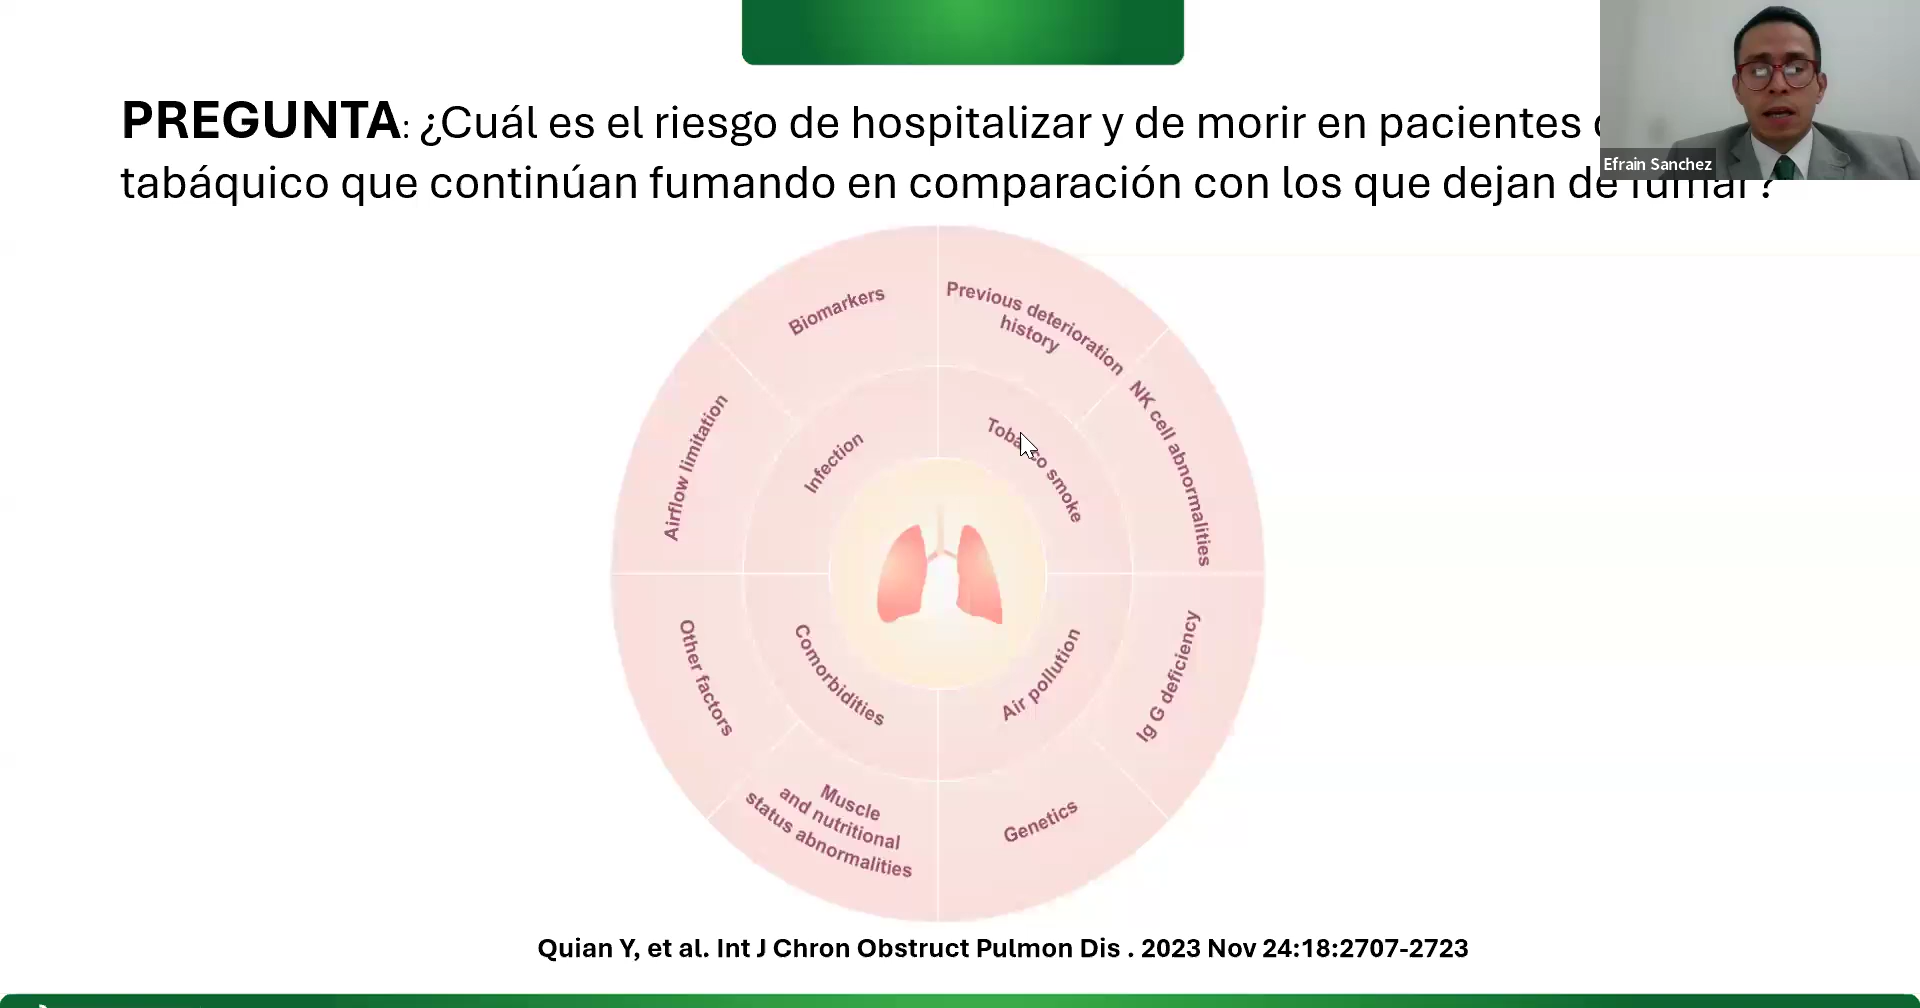 PREGUNTA: ¿Cuál es el riesgo de hospitalizar y de morir en pacientes
tabáquico que continúan fumando en comparación con los que dejan de fumar?
Efrain Sanchez
Biomarkers
Previous deterioration
history
NK cell abnormalities
Airflow limitation
Infection
Tobacco smoke
Other factors
Comorbidities
Air pollution
Ig G deficiency
Muscle
and nutritional
status abnormalities
Genetics
Quian Y, et al. Int J Chron Obstruct Pulmon Dis . 2023 Nov 24:18:2707-2723